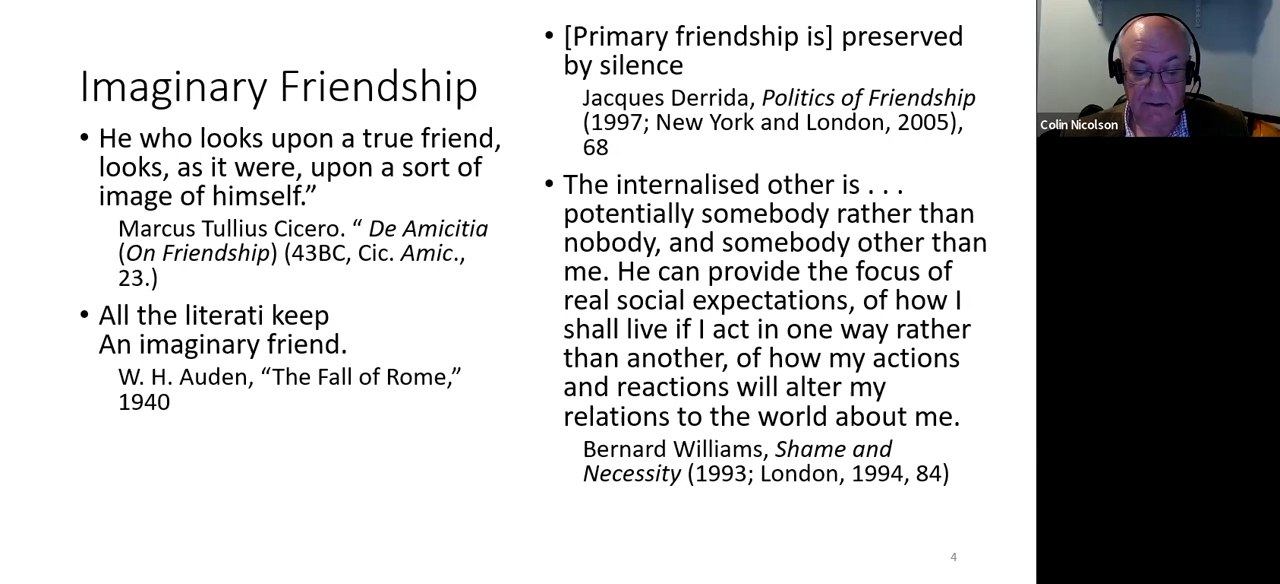 Imaginary Friendship
• He who looks upon a true friend,
looks, as it were, upon a sort of
image of himself.”
Marcus Tullius Cicero. “ De Amicitia
(On Friendship) (43BC, Cic. Amic.,
23.)
• All the literati keep
An imaginary friend.
W. H. Auden, “The Fall of Rome,”
1940
• [Primary friendship is] preserved
by silence
Jacques Derrida, Politics of Friendship
(1997; New York and London, 2005),
68
• The internalised other is . . .
potentially somebody rather than
nobody, and somebody other than
me. He can provide the focus of
real social expectations, of how I
shall live if I act in one way rather
than another, of how my actions
and reactions will alter my
relations to the world about me.
Bernard Williams, Shame and
Necessity (1993; London, 1994, 84)
4
Colin Nicolson